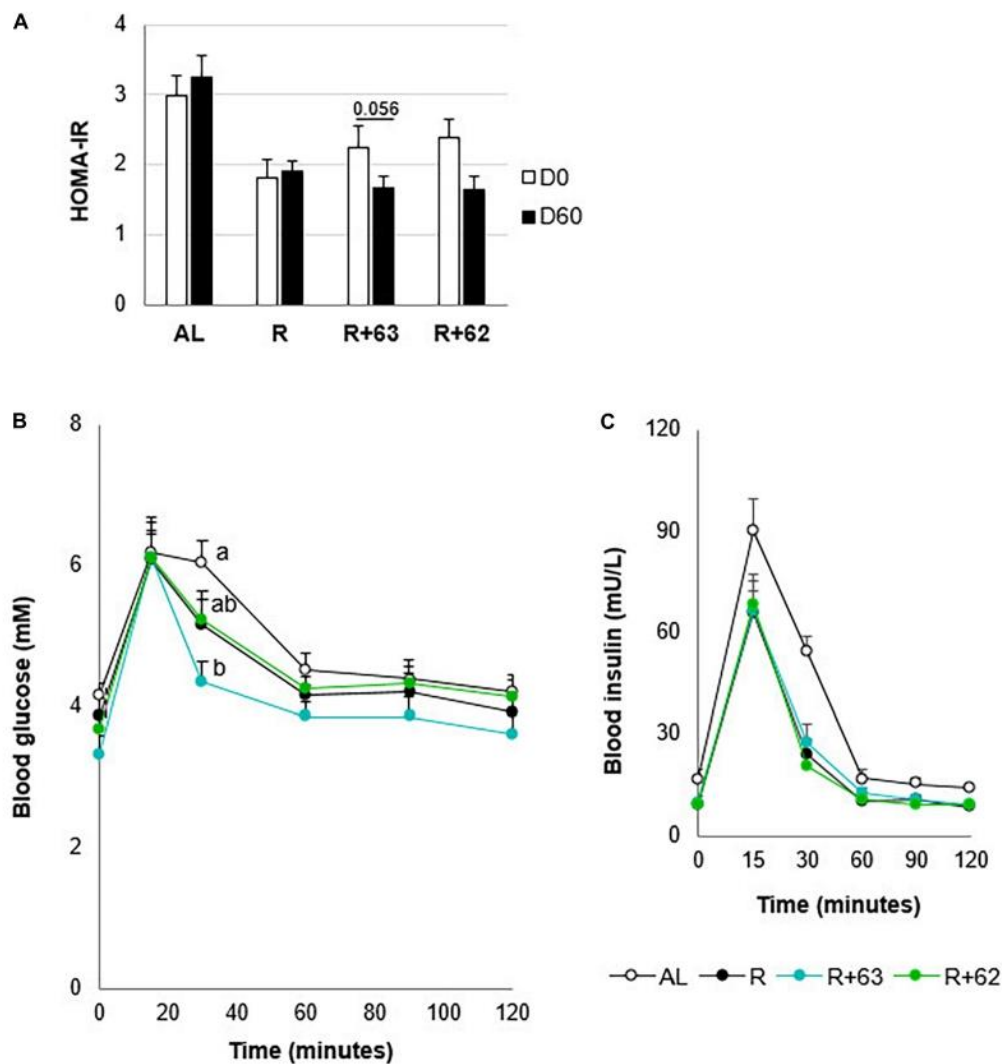 A
4
3
2
1
0
HOMA-IR
0.056
D0
D60
AL R R+63 R+62
B
8
6
4
2
0
Blood glucose (mM)
a
ab
b
0 20 40 60 80 100 120
Time (minutes)
C
120
90
60
30
0
Blood insulin (mU/L)
0 15 30 60 90 120
Time (minutes)
AL R R+63 R+62